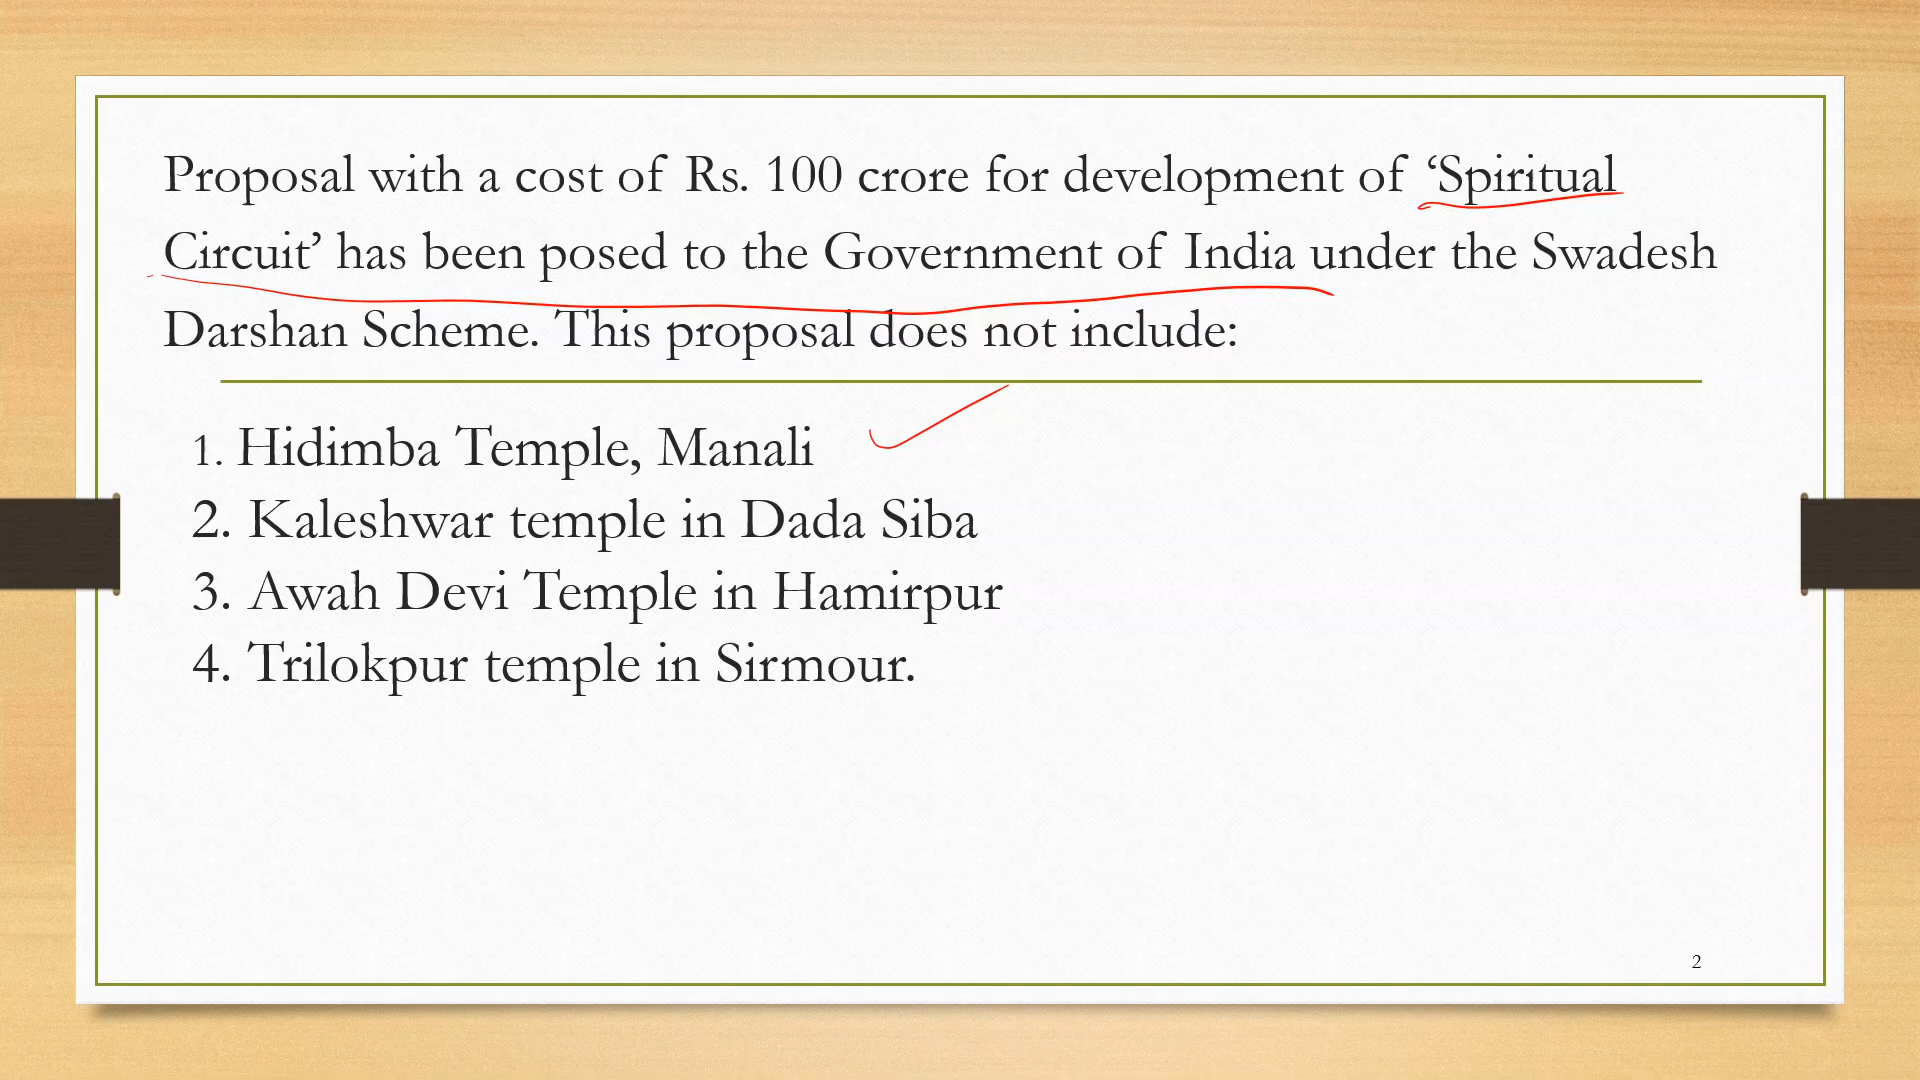 Proposal with a cost of Rs. 100 crore for development of ‘Spiritual
Circuit’ has been posed to the Government of India under the Swadesh
Darshan Scheme. This proposal does not include:
1. Hidimba Temple, Manali
2. Kaleshwar temple in Dada Siba
3. Awah Devi Temple in Hamirpur
4. Trilokpur temple in Sirmour.
2